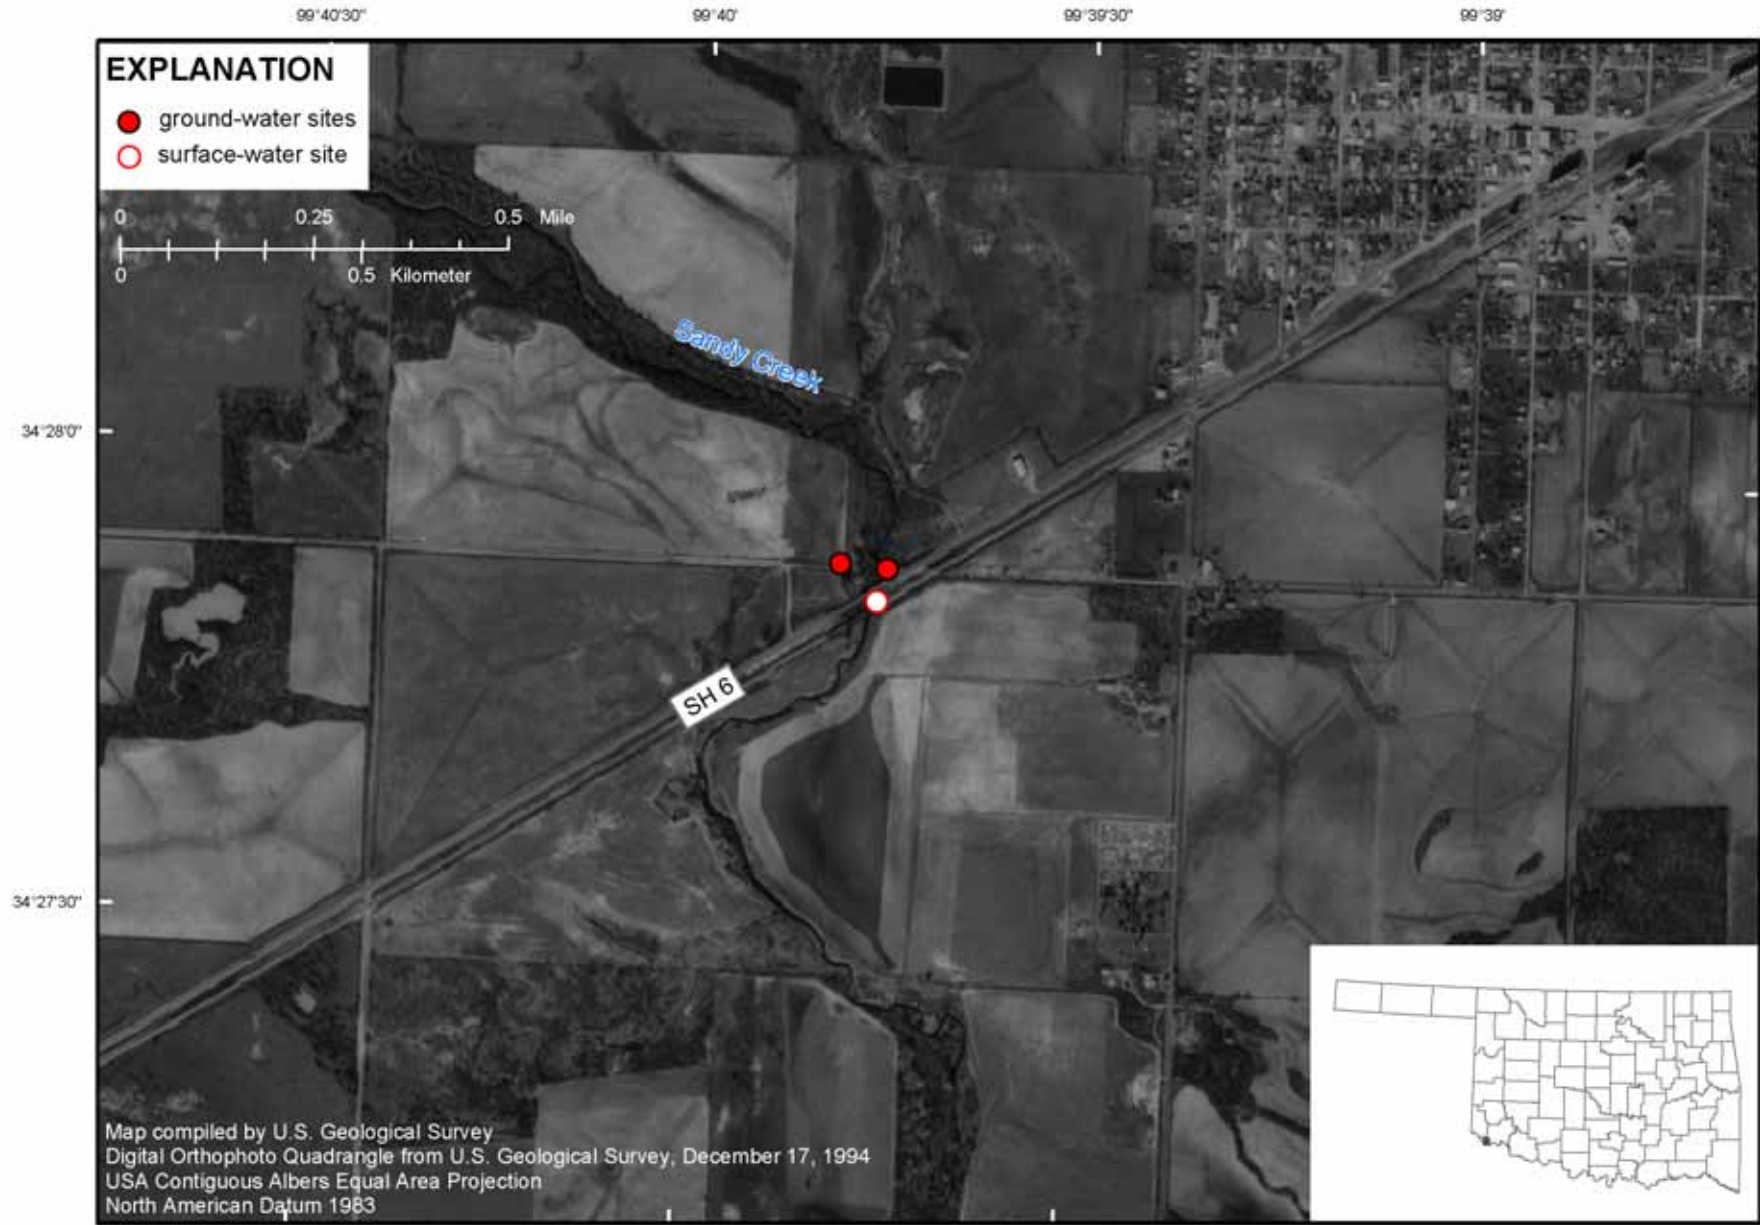 99°40'30" 99°40' 99°39'30" 99°39'
EXPLANATION
ground-water sites
surface-water site
0 0.25 0.5 Mile
0 0.5 Kilometer
Sandy Creek
34°28'0"
SH 6
34°27'30"
Map compiled by U.S. Geological Survey
Digital Orthophoto Quadrangle from U.S. Geological Survey, December 17, 1994
USA Contiguous Albers Equal Area Projection
North American Datum 1983